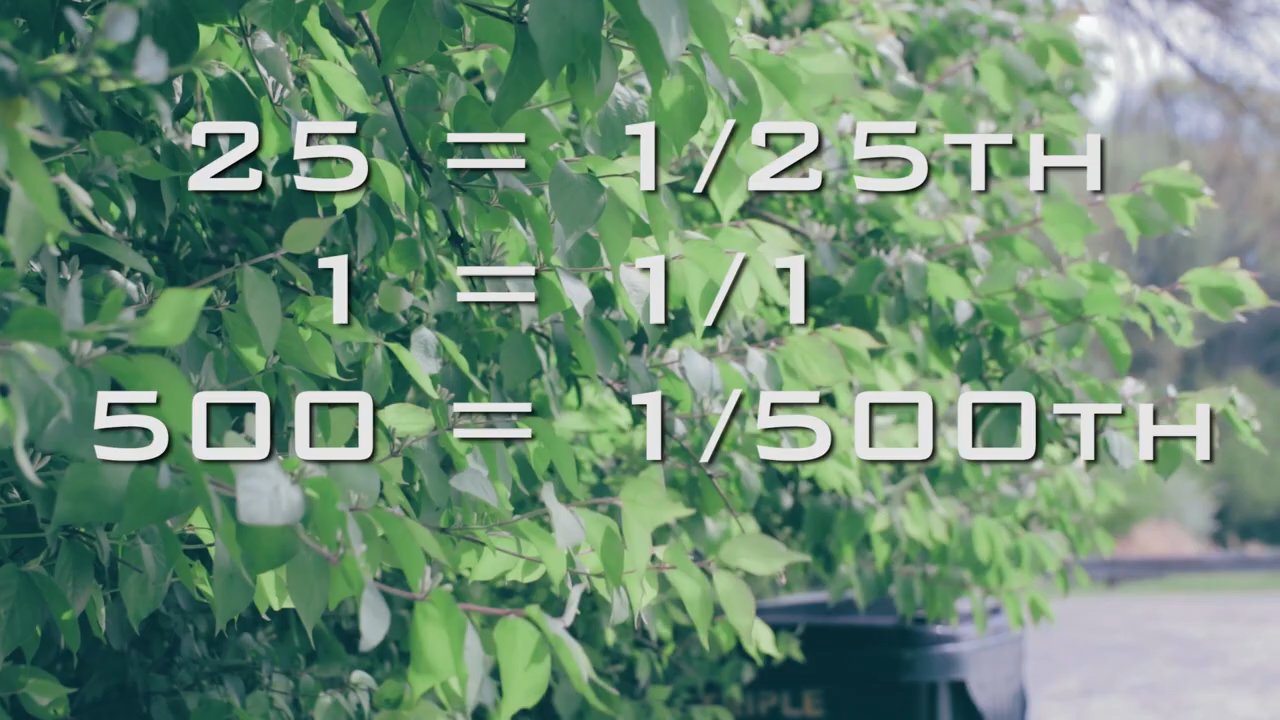 25 = 1/25TH
1 = 1/1
500 = 1/500TH